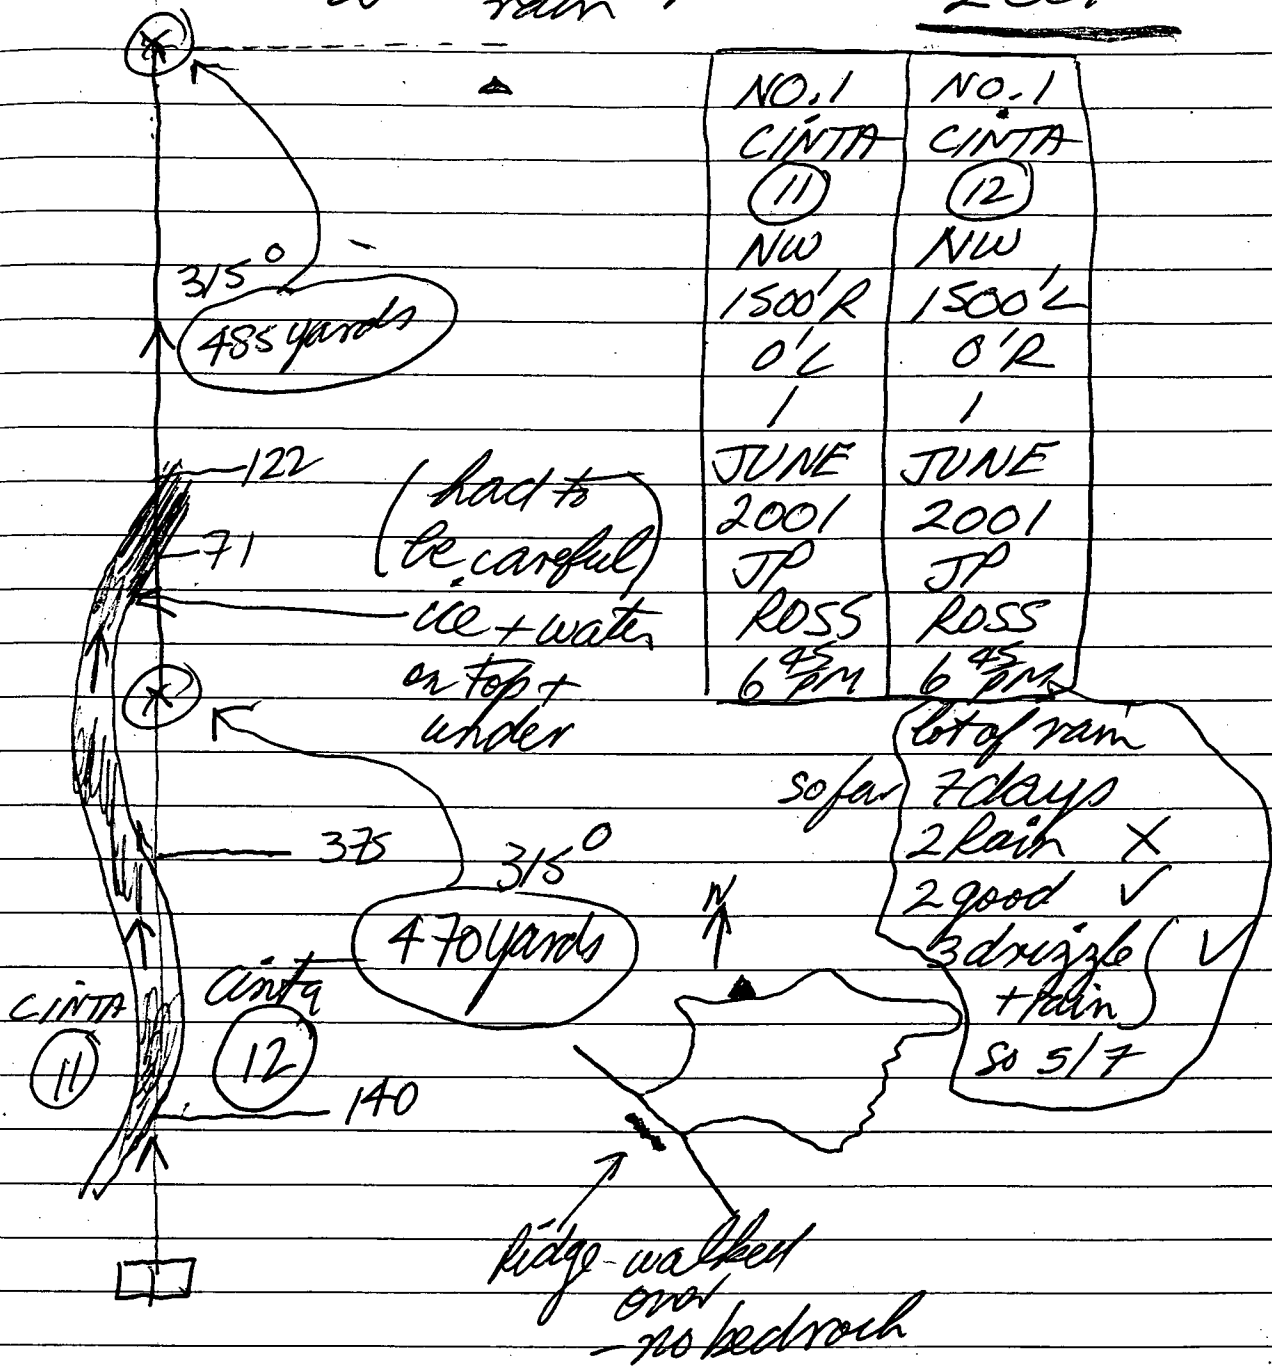 rain
2001
NO.1 NO.1
CINTA CINTA
11 12
NW NW
1500'R 1500'L
0'L 0'R
1 1
JUNE JUNE
2001 2001
JP JP
ROSS ROSS
6 45 PM 6 45 PM
315°
485 yards
122
71
(had to
be careful)
ice + water
on top +
under
lot of rain
so far 7 days
2 Rain X
2 good ✓
3 drizzle ✓
+ rain
so 5/7
375
315°
470 yards
N
CINTA
11
Cinta
12
140
Ridge - walked
over
- no bedrock